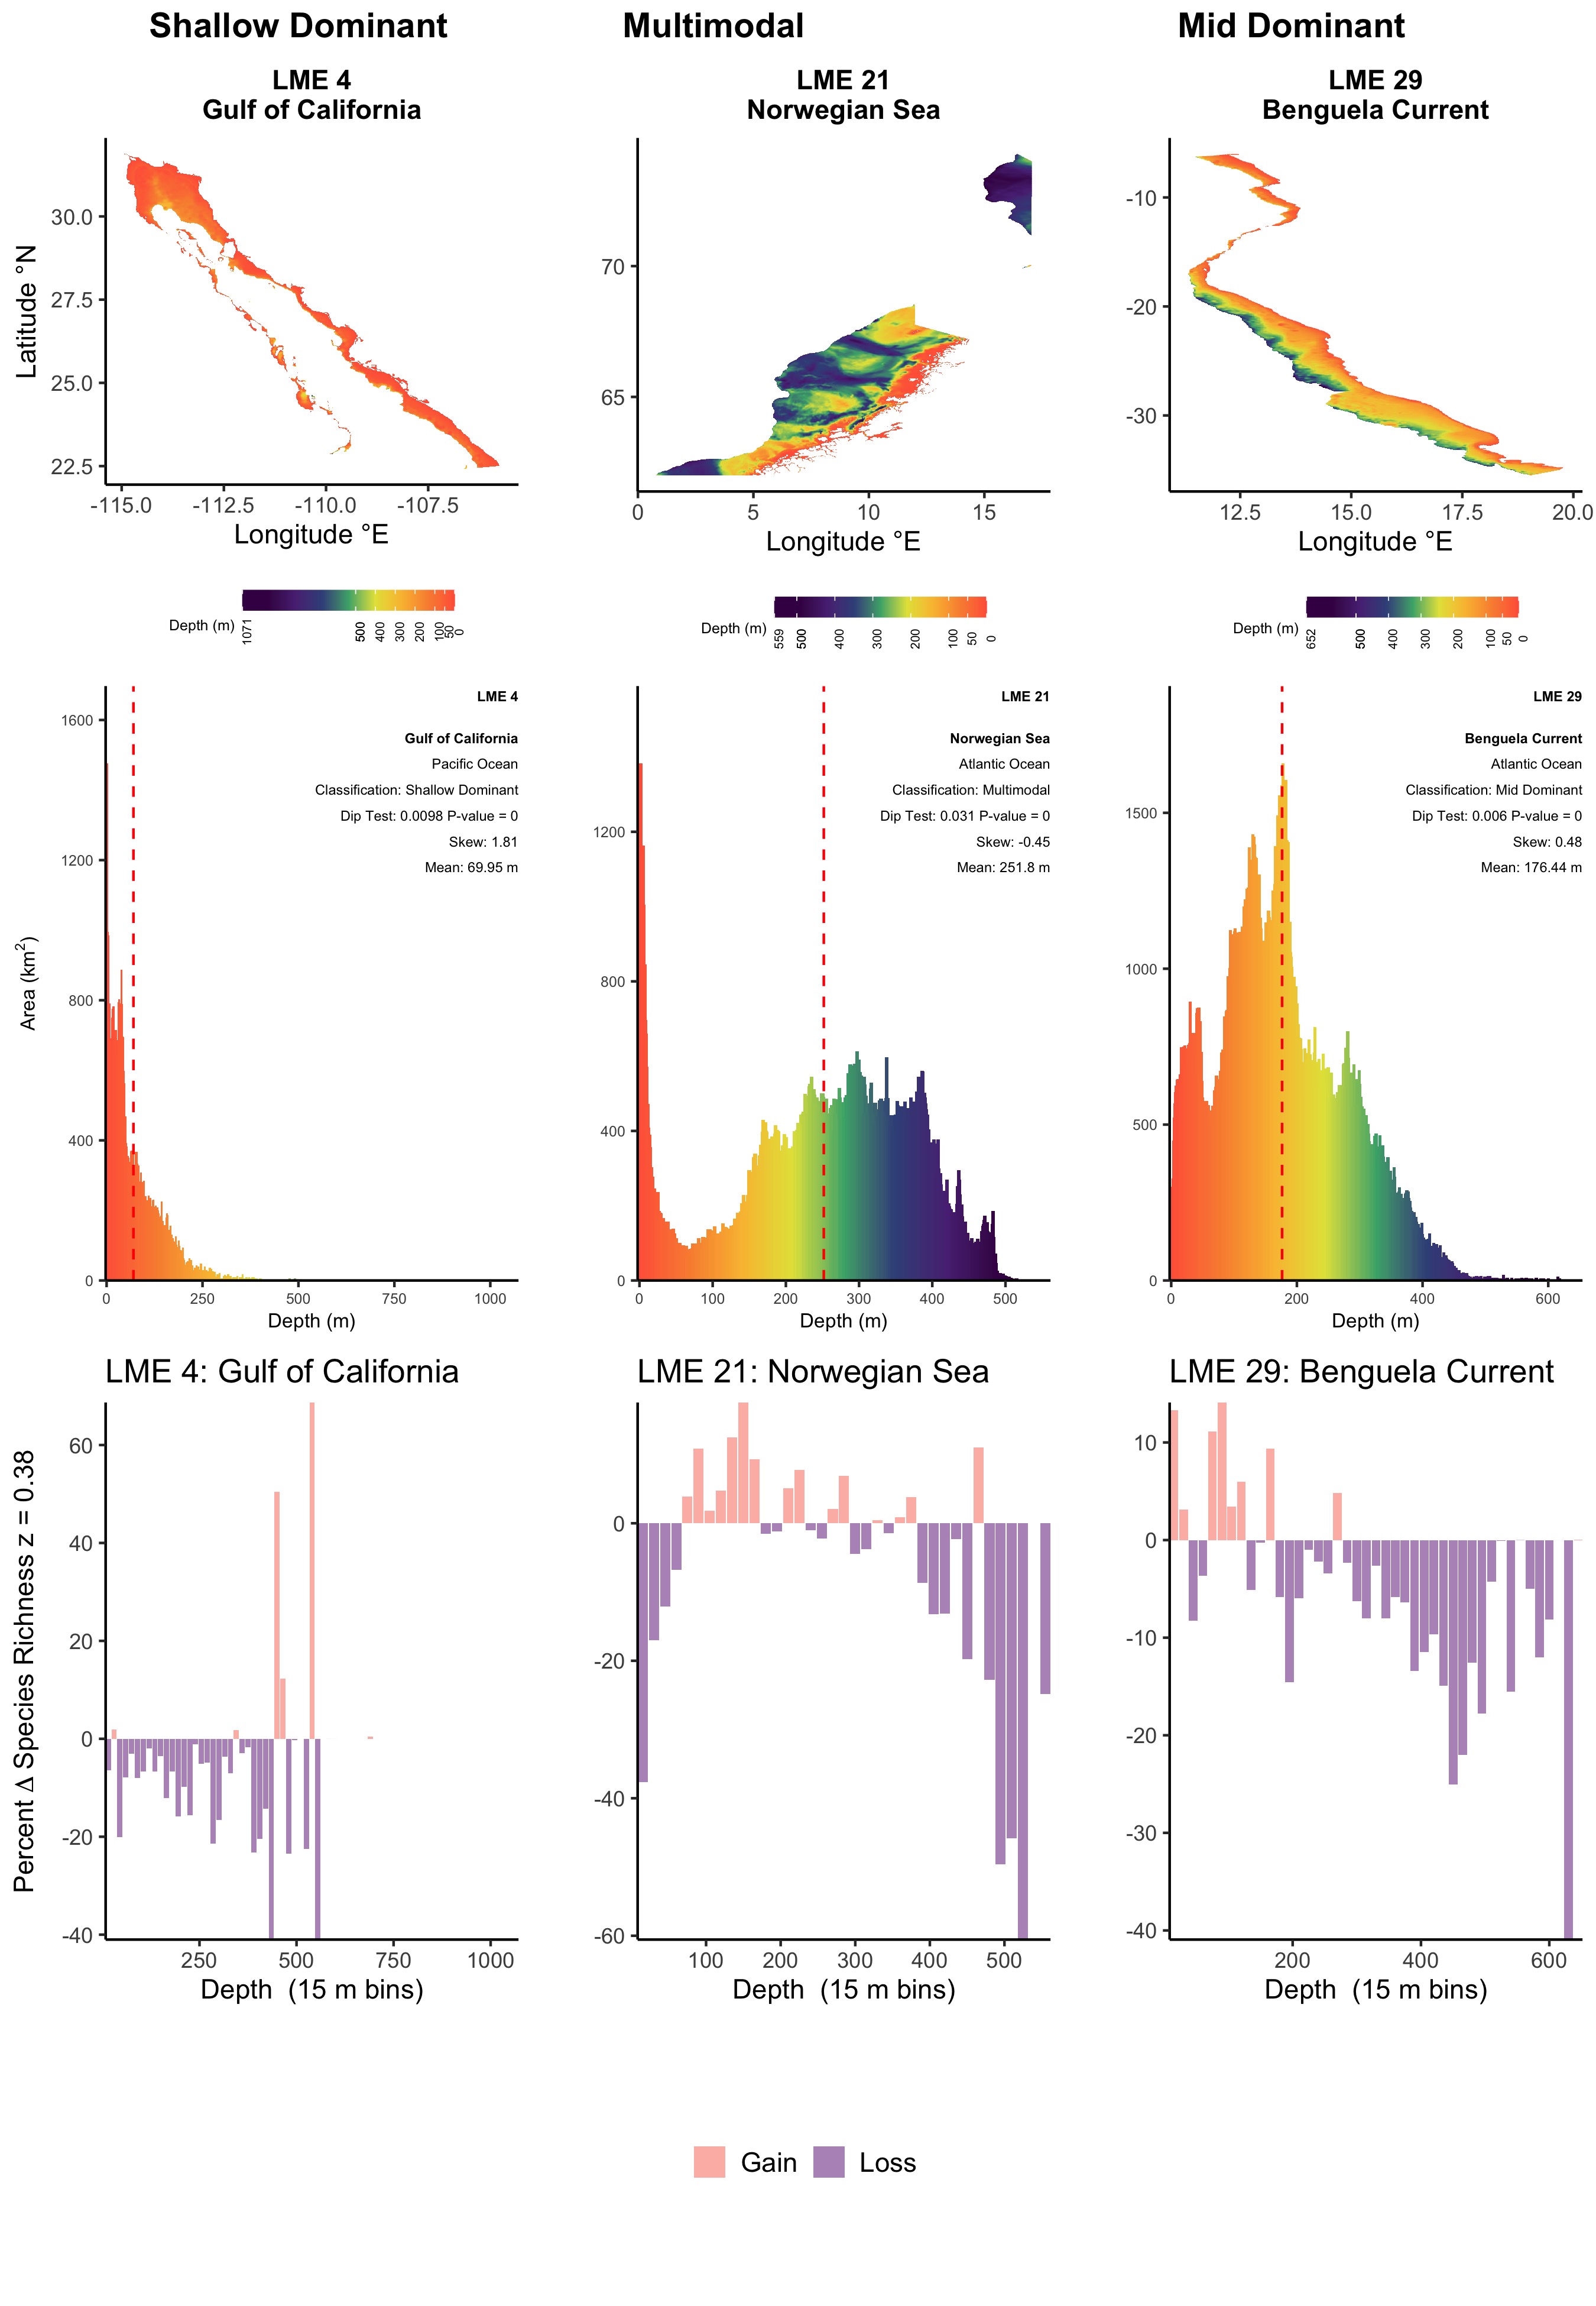 Shallow Dominant
Multimodal
Mid Dominant
LME 4
Gulf of California
LME 21
Norwegian Sea
LME 29
Benguela Current
Latitude °N
30.0
27.5
25.0
22.5
-115.0 -112.5 -110.0 -107.5
Longitude °E
70
65
0 5 10 15
Longitude °E
-10
-20
-30
12.5 15.0 17.5 20.0
Longitude °E
Depth (m)
1071 500 400 300 200 100 50 0
Depth (m)
559 500 400 300 200 100 50 0
Depth (m)
652 500 400 300 200 100 50 0
Area (km²)
1600
1200
800
400
0
LME 4
Gulf of California
Pacific Ocean
Classification: Shallow Dominant
Dip Test: 0.0098 P-value = 0
Skew: 1.81
Mean: 69.95 m
0 250 500 750 1000
Depth (m)
1200
800
400
0
LME 21
Norwegian Sea
Atlantic Ocean
Classification: Multimodal
Dip Test: 0.031 P-value = 0
Skew: -0.45
Mean: 251.8 m
0 100 200 300 400 500
Depth (m)
1500
1000
500
0
LME 29
Benguela Current
Atlantic Ocean
Classification: Mid Dominant
Dip Test: 0.006 P-value = 0
Skew: 0.48
Mean: 176.44 m
0 200 400 600
Depth (m)
Percent Δ Species Richness z = 0.38
LME 4: Gulf of California
60
40
20
0
-20
-40
250 500 750 1000
Depth (15 m bins)
LME 21: Norwegian Sea
0
-20
-40
-60
100 200 300 400 500
Depth (15 m bins)
LME 29: Benguela Current
10
0
-10
-20
-30
-40
200 400 600
Depth (15 m bins)
Gain Loss